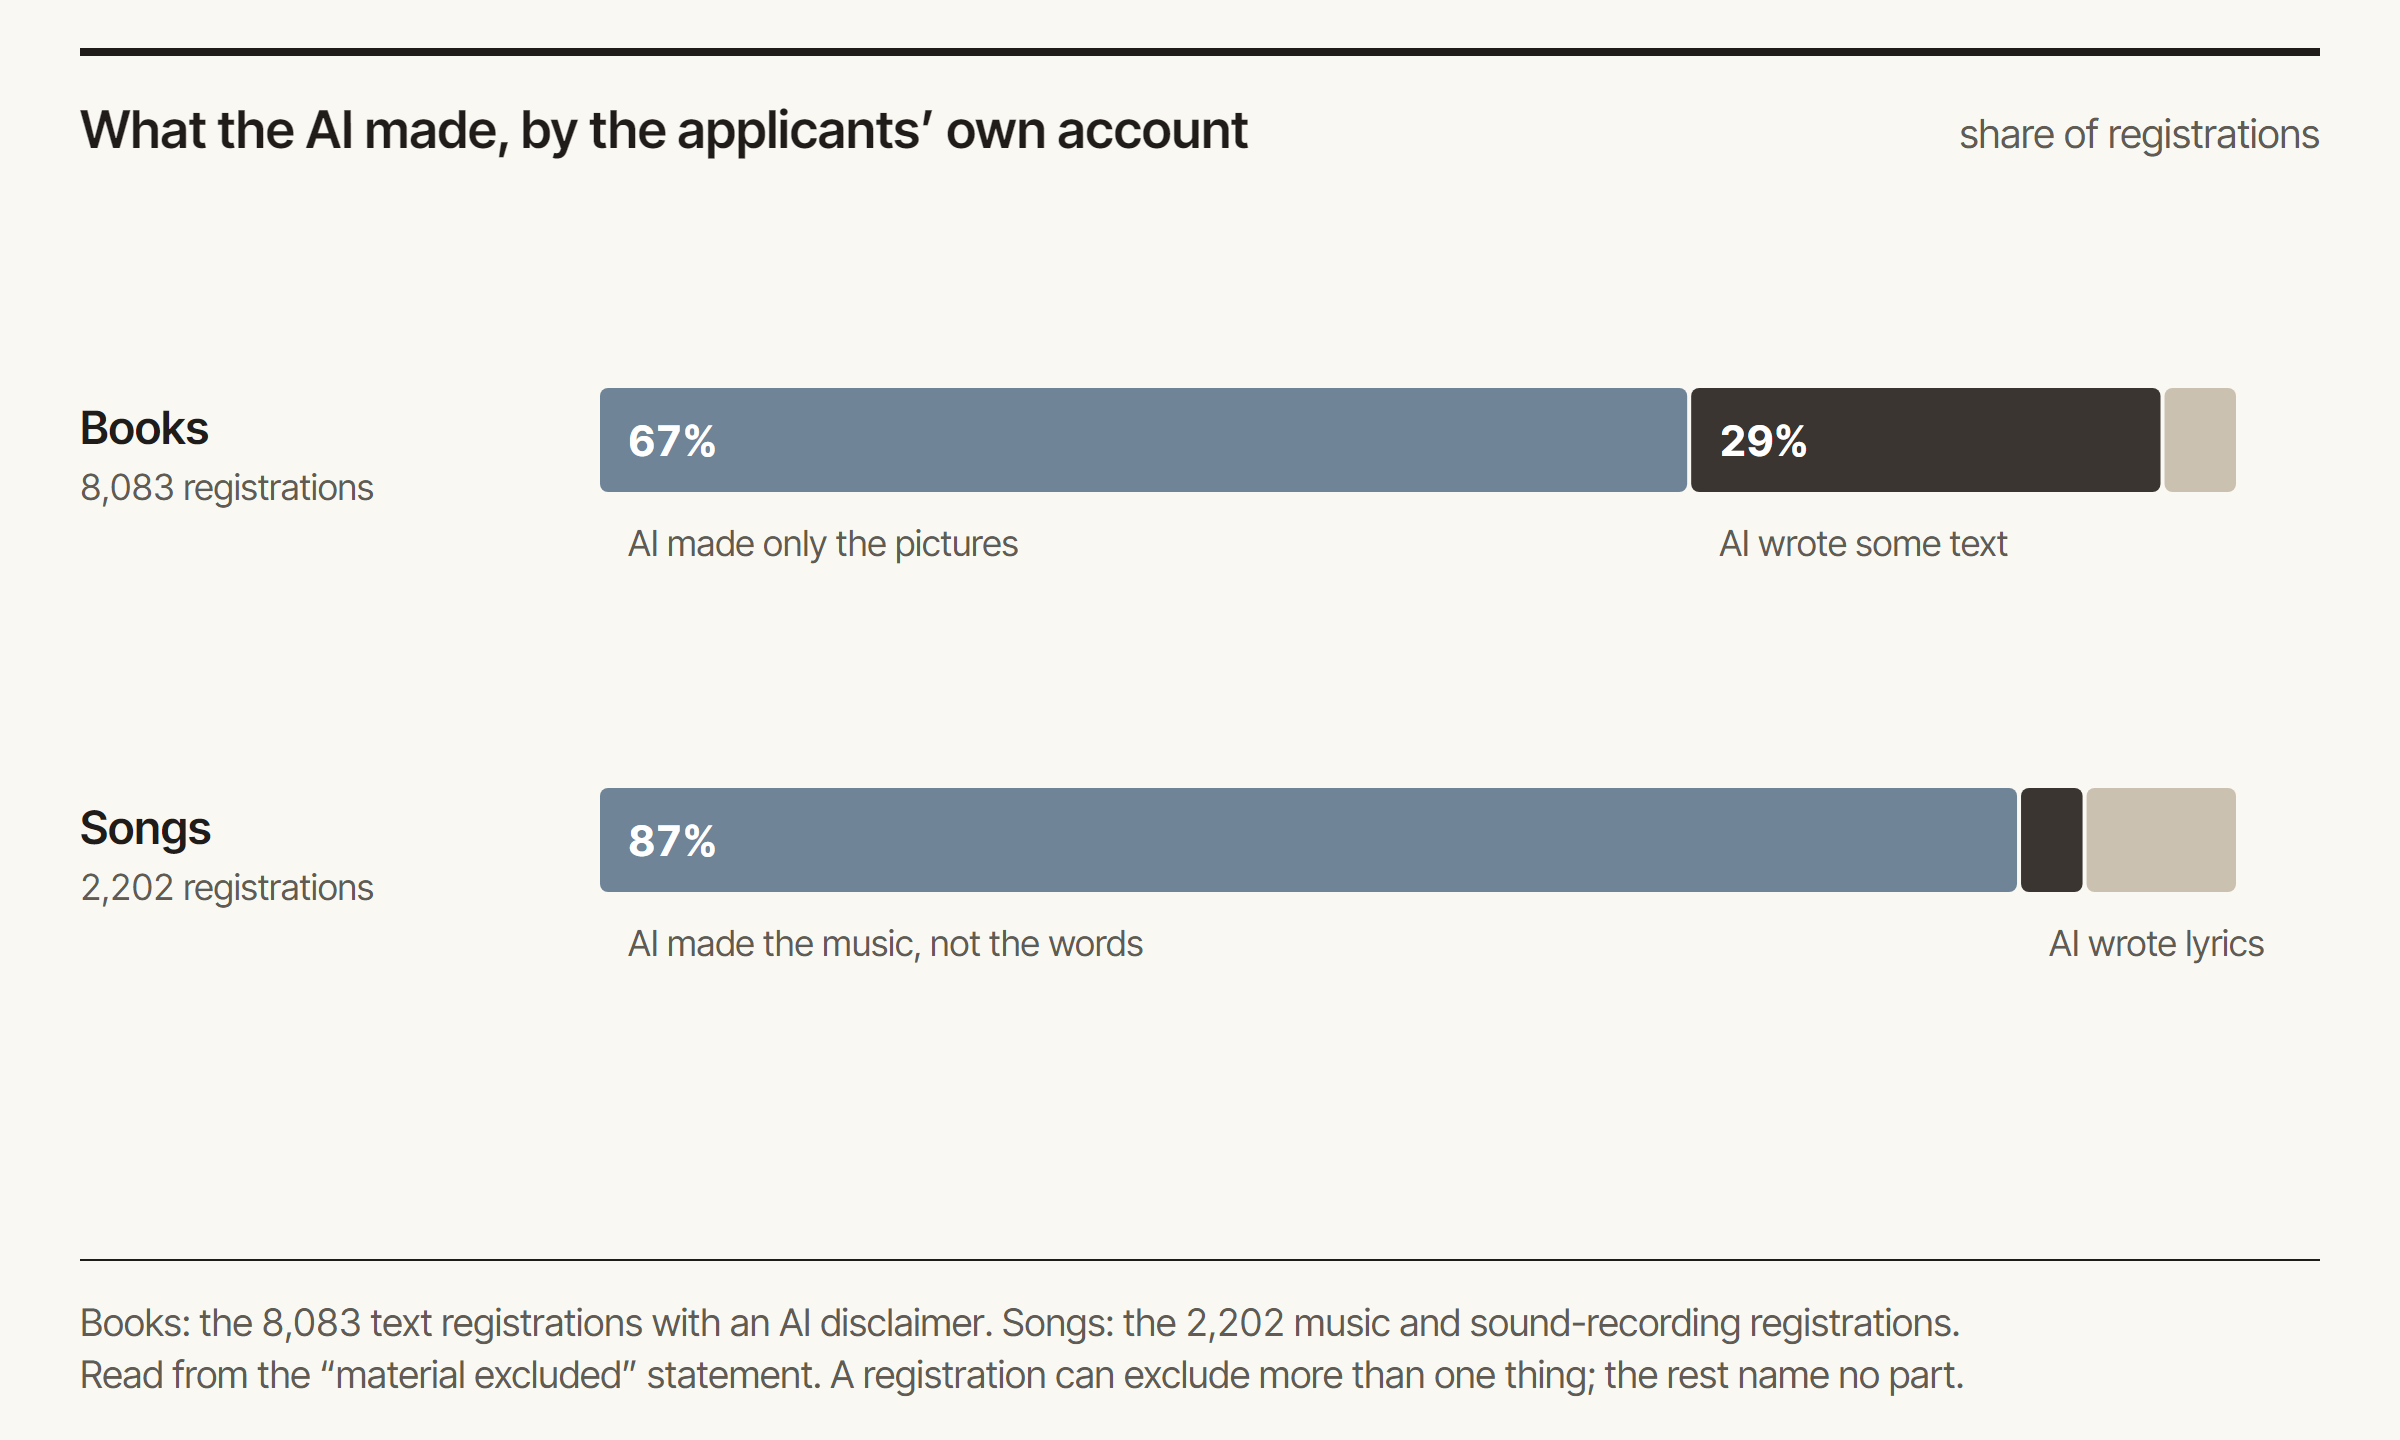 What the AI made, by the applicants’ own account
share of registrations
Books
8,083 registrations
67%
29%
AI made only the pictures
AI wrote some text
Songs
2,202 registrations
87%
AI made the music, not the words
AI wrote lyrics
Books: the 8,083 text registrations with an AI disclaimer. Songs: the 2,202 music and sound-recording registrations.
Read from the “material excluded” statement. A registration can exclude more than one thing; the rest name no part.